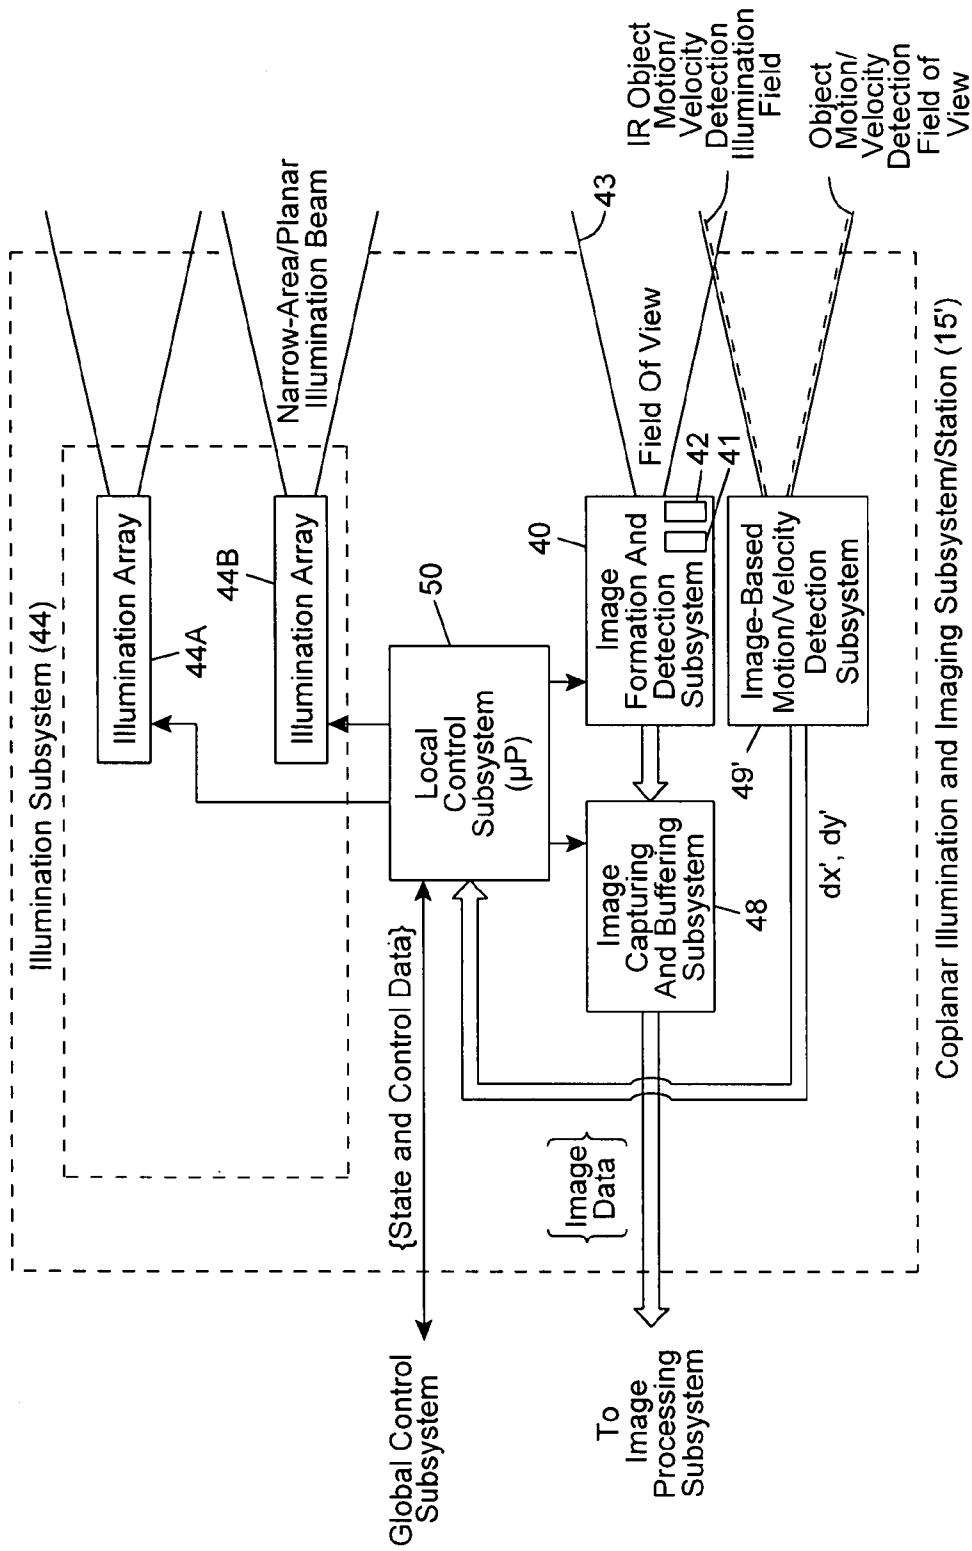 Illumination Subsystem (44)
Illumination Array
44A
44B
Illumination Array
Narrow-Area/Planar
Illumination Beam
Global Control
Subsystem
{State and Control Data}
Local
Control
Subsystem
(µP)
50
To
Image
Processing
Subsystem
{Image
Data}
Image
Capturing
And Buffering
Subsystem
48
Image
Formation And
Detection
Subsystem
40
42
41
Field Of View
43
IR Object
Motion/
Velocity
Detection
Illumination
Field
dx', dy'
49'
Image-Based
Motion/Velocity
Detection
Subsystem
Object
Motion/
Velocity
Detection
Field of
View
Coplanar Illumination and Imaging Subsystem/Station (15')